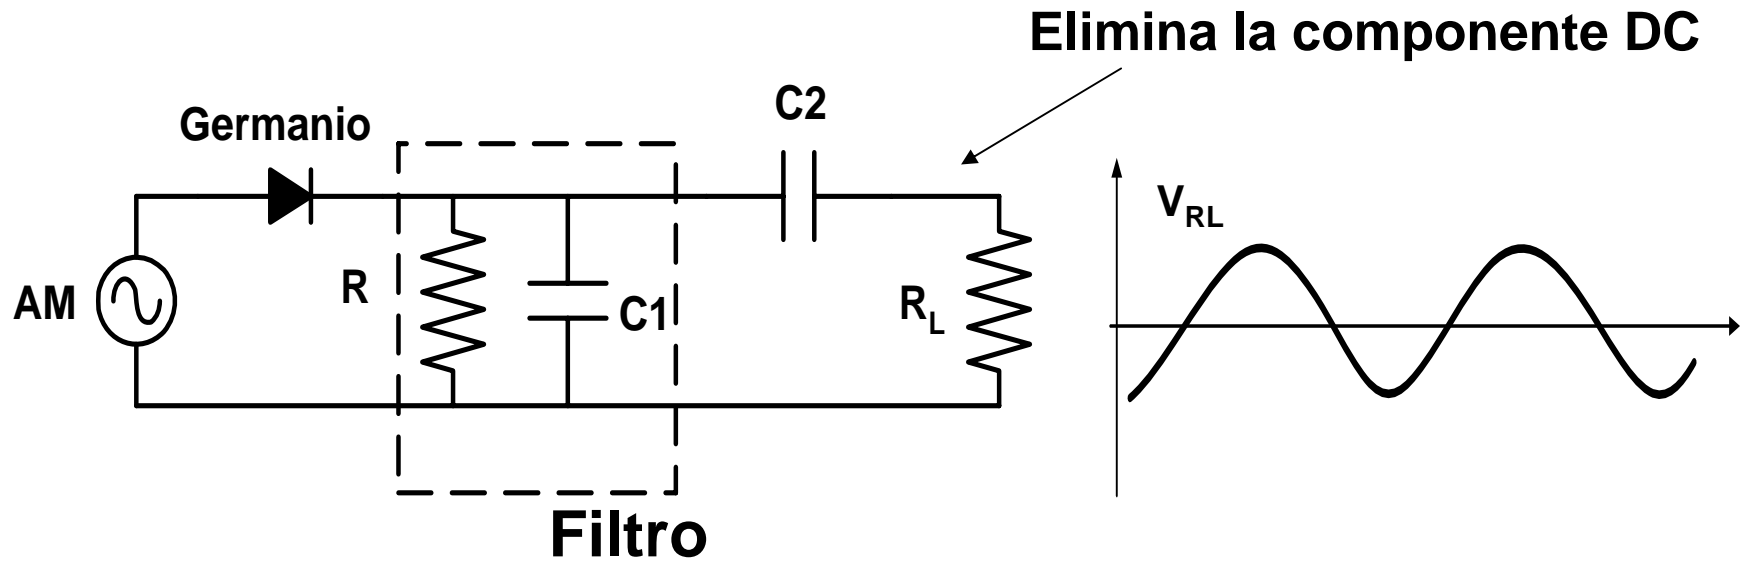 Elimina la componente DC
C2
Germanio
V_RL
R
C1
R_L
AM
Filtro